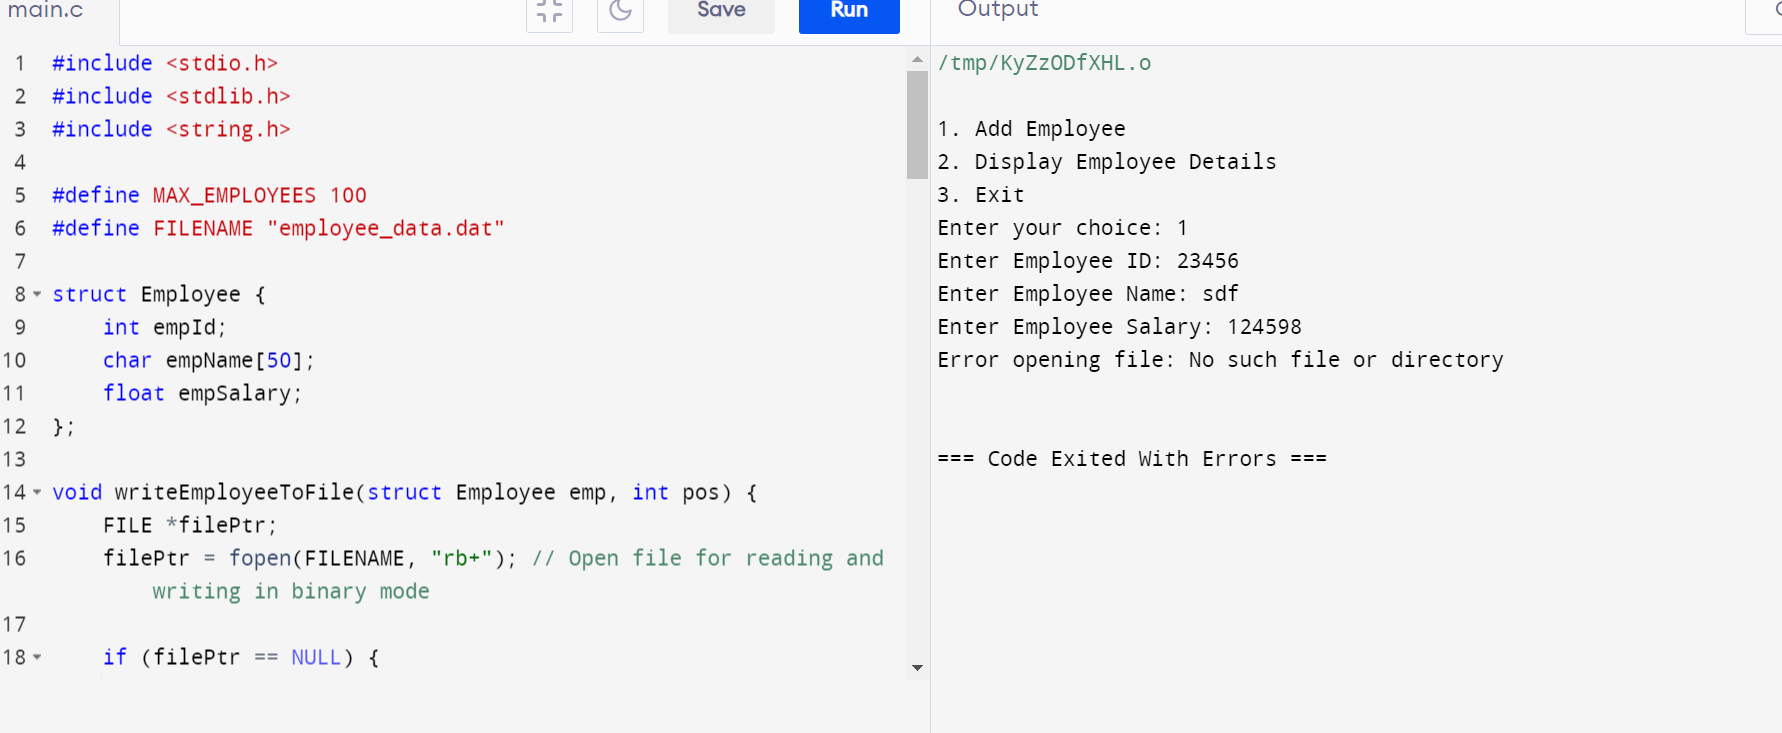 main.c
Save
Run
Output
1 #include <stdio.h>
2 #include <stdlib.h>
3 #include <string.h>
4
5 #define MAX_EMPLOYEES 100
6 #define FILENAME "employee_data.dat"
7
8 struct Employee {
9 int empId;
10 char empName[50];
11 float empSalary;
12 };
13
14 void writeEmployeeToFile(struct Employee emp, int pos) {
15 FILE *filePtr;
16 filePtr = fopen(FILENAME, "rb+"); // Open file for reading and
writing in binary mode
17
18 if (filePtr == NULL) {
/tmp/KyZzODfXHL.o
1. Add Employee
2. Display Employee Details
3. Exit
Enter your choice: 1
Enter Employee ID: 23456
Enter Employee Name: sdf
Enter Employee Salary: 124598
Error opening file: No such file or directory
=== Code Exited With Errors ===